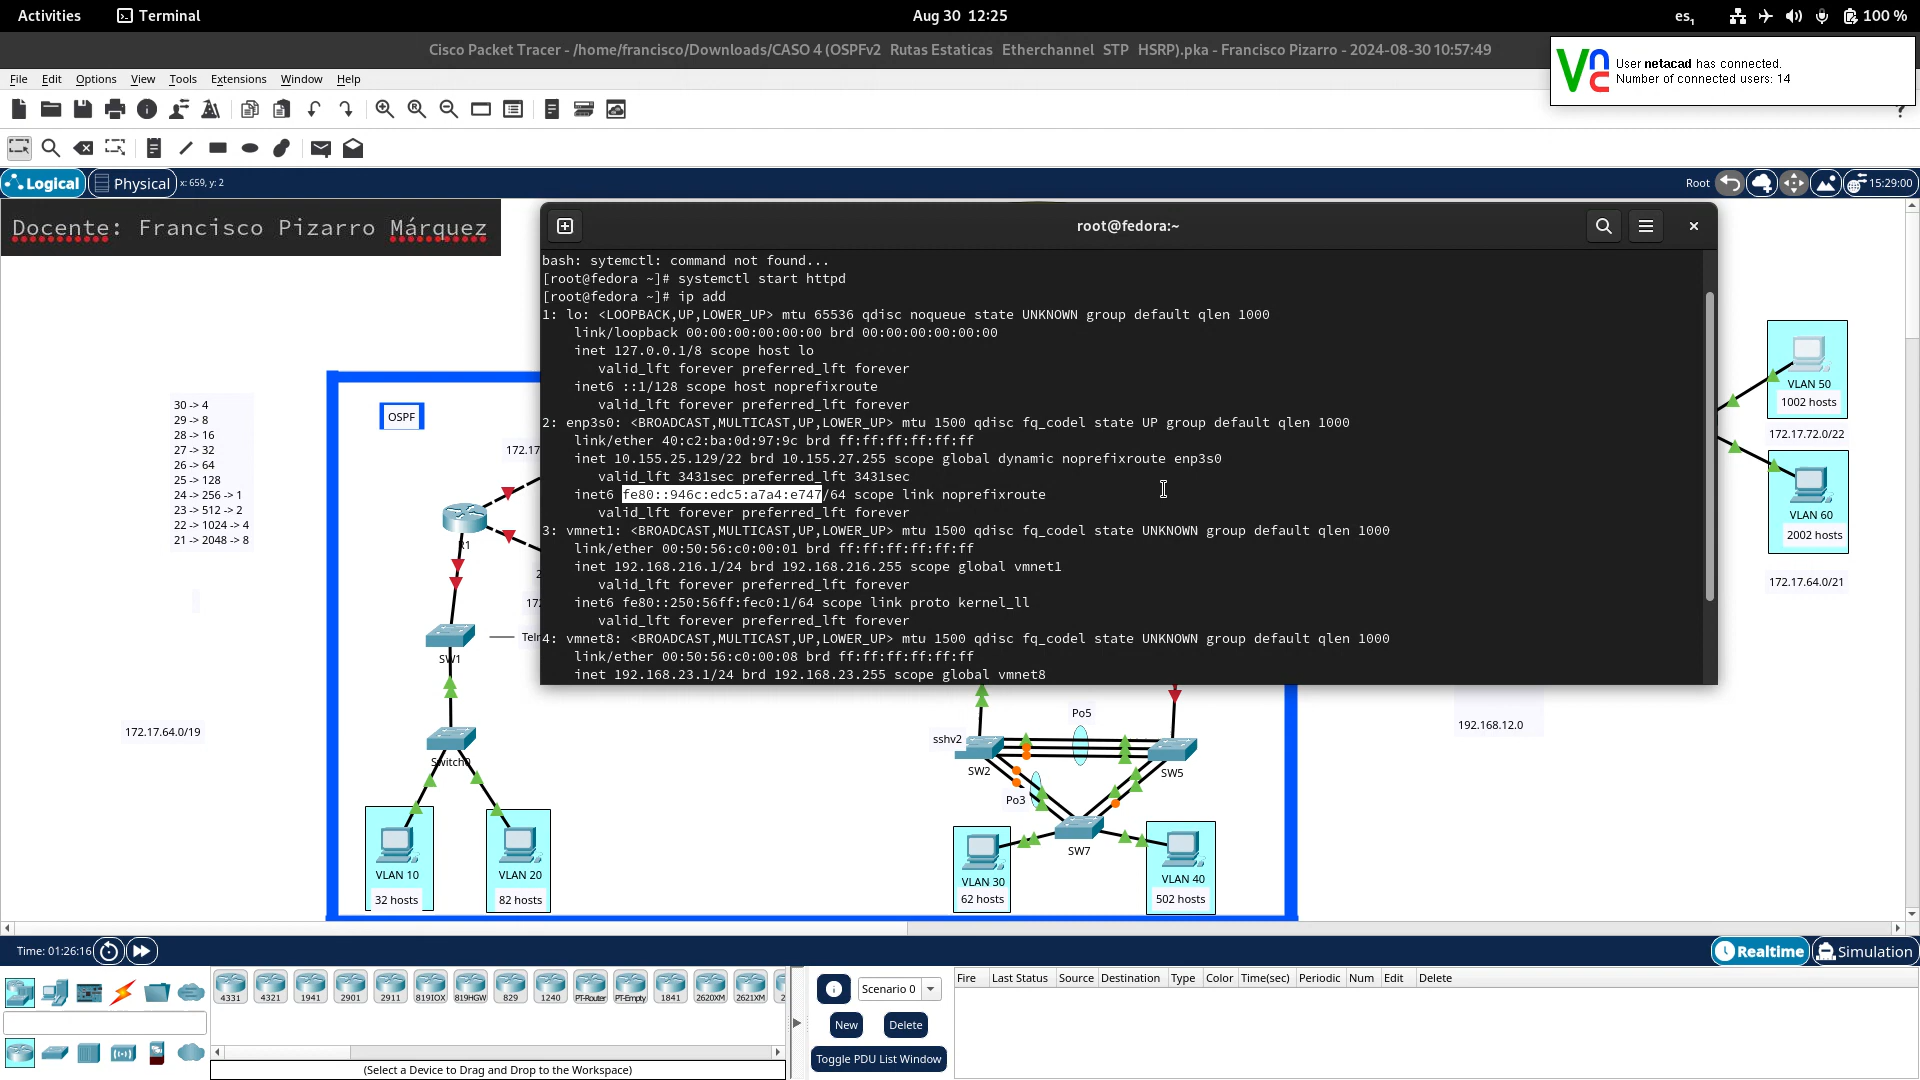 Activities
Terminal
Aug 30 12:25
es₁
100 %
Cisco Packet Tracer - /home/francisco/Downloads/CASO 4 (OSPFv2 Rutas Estaticas Etherchannel STP HSRP).pka - Francisco Pizarro - 2024-08-30 10:57:49
User netacad has connected.
Number of connected users: 14
File Edit Options View Tools Extensions Window Help
Logical
Physical
x: 659, y: 2
Root
15:29:00
Docente: Francisco Pizarro Márquez
root@fedora:~
bash: sytemctl: command not found...
[root@fedora ~]# systemctl start httpd
[root@fedora ~]# ip add
1: lo: <LOOPBACK,UP,LOWER_UP> mtu 65536 qdisc noqueue state UNKNOWN group default qlen 1000
link/loopback 00:00:00:00:00:00 brd 00:00:00:00:00:00
inet 127.0.0.1/8 scope host lo
valid_lft forever preferred_lft forever
inet6 ::1/128 scope host noprefixroute
valid_lft forever preferred_lft forever
2: enp3s0: <BROADCAST,MULTICAST,UP,LOWER_UP> mtu 1500 qdisc fq_codel state UP group default qlen 1000
link/ether 40:c2:ba:0d:97:9c brd ff:ff:ff:ff:ff:ff
inet 10.155.25.129/22 brd 10.155.27.255 scope global dynamic noprefixroute enp3s0
valid_lft 3431sec preferred_lft 3431sec
inet6 fe80::946c:edc5:a7a4:e747/64 scope link noprefixroute
valid_lft forever preferred_lft forever
3: vmnet1: <BROADCAST,MULTICAST,UP,LOWER_UP> mtu 1500 qdisc fq_codel state UNKNOWN group default qlen 1000
link/ether 00:50:56:c0:00:01 brd ff:ff:ff:ff:ff:ff
inet 192.168.216.1/24 brd 192.168.216.255 scope global vmnet1
valid_lft forever preferred_lft forever
inet6 fe80::250:56ff:fec0:1/64 scope link proto kernel_ll
valid_lft forever preferred_lft forever
4: vmnet8: <BROADCAST,MULTICAST,UP,LOWER_UP> mtu 1500 qdisc fq_codel state UNKNOWN group default qlen 1000
link/ether 00:50:56:c0:00:08 brd ff:ff:ff:ff:ff:ff
inet 192.168.23.1/24 brd 192.168.23.255 scope global vmnet8
30 -> 4
29 -> 8
28 -> 16
27 -> 32
26 -> 64
25 -> 128
24 -> 256 -> 1
23 -> 512 -> 2
22 -> 1024 -> 4
21 -> 2048 -> 8
OSPF
172.17
SW1
Switch0
172.17.64.0/19
VLAN 10
32 hosts
VLAN 20
82 hosts
Po5
sshv2
SW2
SW5
Po3
SW7
VLAN 30
62 hosts
VLAN 40
502 hosts
VLAN 50
1002 hosts
172.17.72.0/22
VLAN 60
2002 hosts
172.17.64.0/21
192.168.12.0
Time: 01:26:16
Realtime
Simulation
4331 4321 1941 2901 2911 819IOX 819HGW 829 1240 PT-Router PT-Empty 1841 2620XM 2621XM
(Select a Device to Drag and Drop to the Workspace)
Scenario 0
New
Delete
Toggle PDU List Window
Fire Last Status Source Destination Type Color Time(sec) Periodic Num Edit Delete